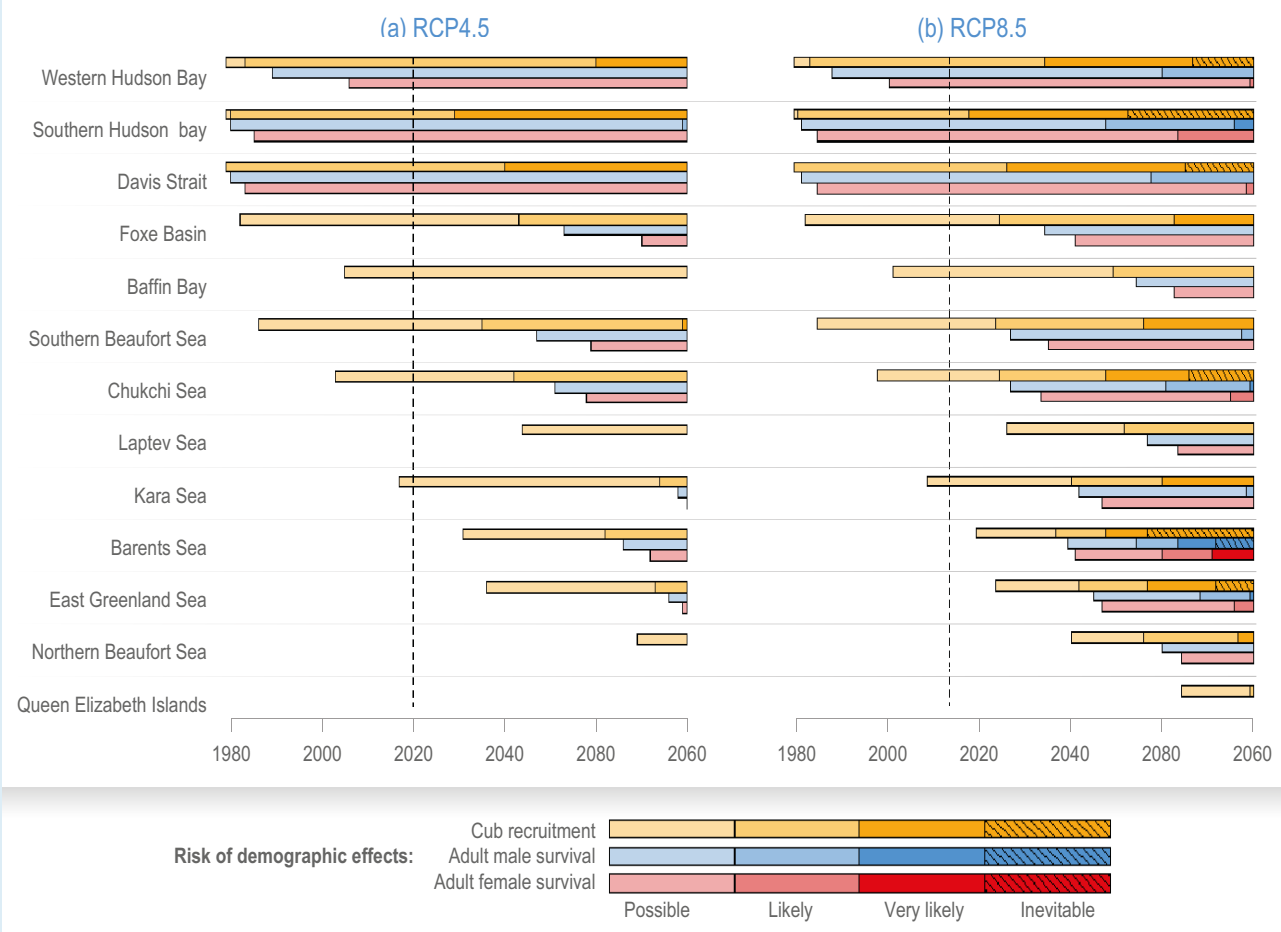 (a) RCP4.5
(b) RCP8.5
Western Hudson Bay
Southern Hudson bay
Davis Strait
Foxe Basin
Baffin Bay
Southern Beaufort Sea
Chukchi Sea
Laptev Sea
Kara Sea
Barents Sea
East Greenland Sea
Northern Beaufort Sea
Queen Elizabeth Islands
1980 2000 2020 2040 2080 2060
1980 2000 2020 2040 2080 2060
Risk of demographic effects:
Cub recruitment
Adult male survival
Adult female survival
Possible Likely Very likely Inevitable